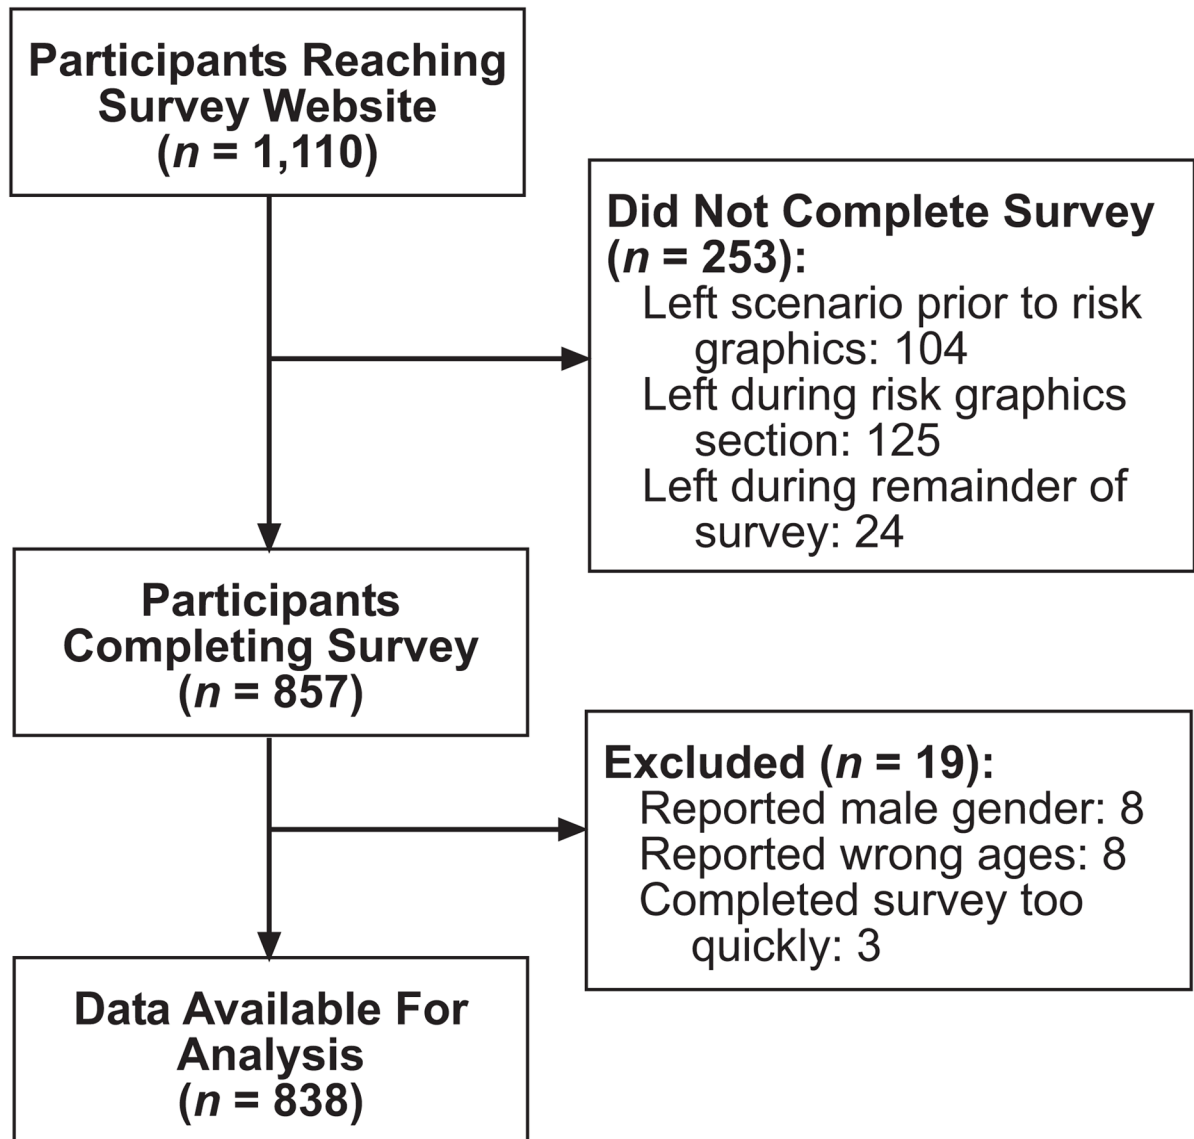 Participants Reaching
Survey Website
(n = 1,110)
Did Not Complete Survey
(n = 253):
Left scenario prior to risk
graphics: 104
Left during risk graphics
section: 125
Left during remainder of
survey: 24
Participants
Completing Survey
(n = 857)
Excluded (n = 19):
Reported male gender: 8
Reported wrong ages: 8
Completed survey too
quickly: 3
Data Available For
Analysis
(n = 838)